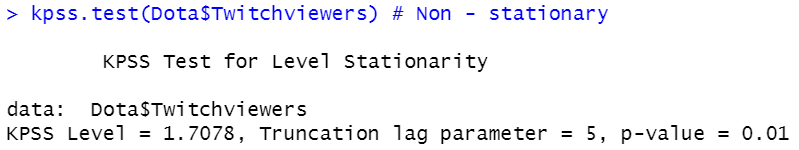 > kpss.test(Dota$Twitchviewers) # Non - stationary
KPSS Test for Level Stationarity
data:  Dota$Twitchviewers
KPSS Level = 1.7078, Truncation lag parameter = 5, p-value = 0.01